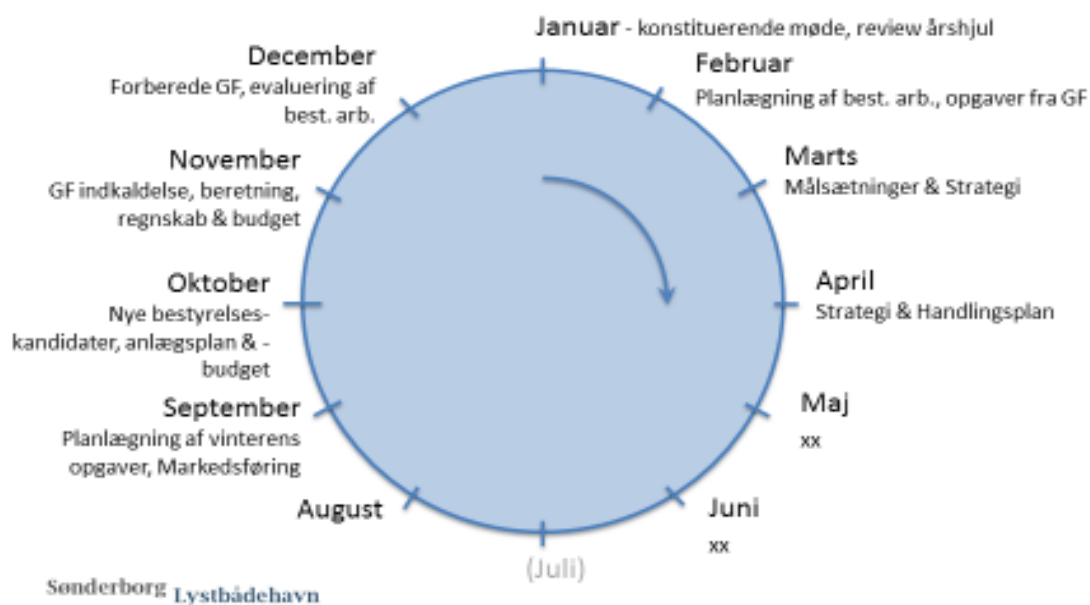 Januar - konstituerende møde, review årshjul
Februar
Planlægning af best. arb., opgaver fra GF
Marts
Målsætninger & Strategi
April
Strategi & Handlingsplan
Maj
xx
Juni
xx
(Juli)
August
September
Planlægning af vinterens
opgaver, Markedsføring
Oktober
Nye bestyrelses-
kandidater, anlægsplan & -
budget
November
GF indkaldelse, beretning,
regnskab & budget
December
Forberede GF, evaluering af
best. arb.
Sønderborg Lystbådehavn